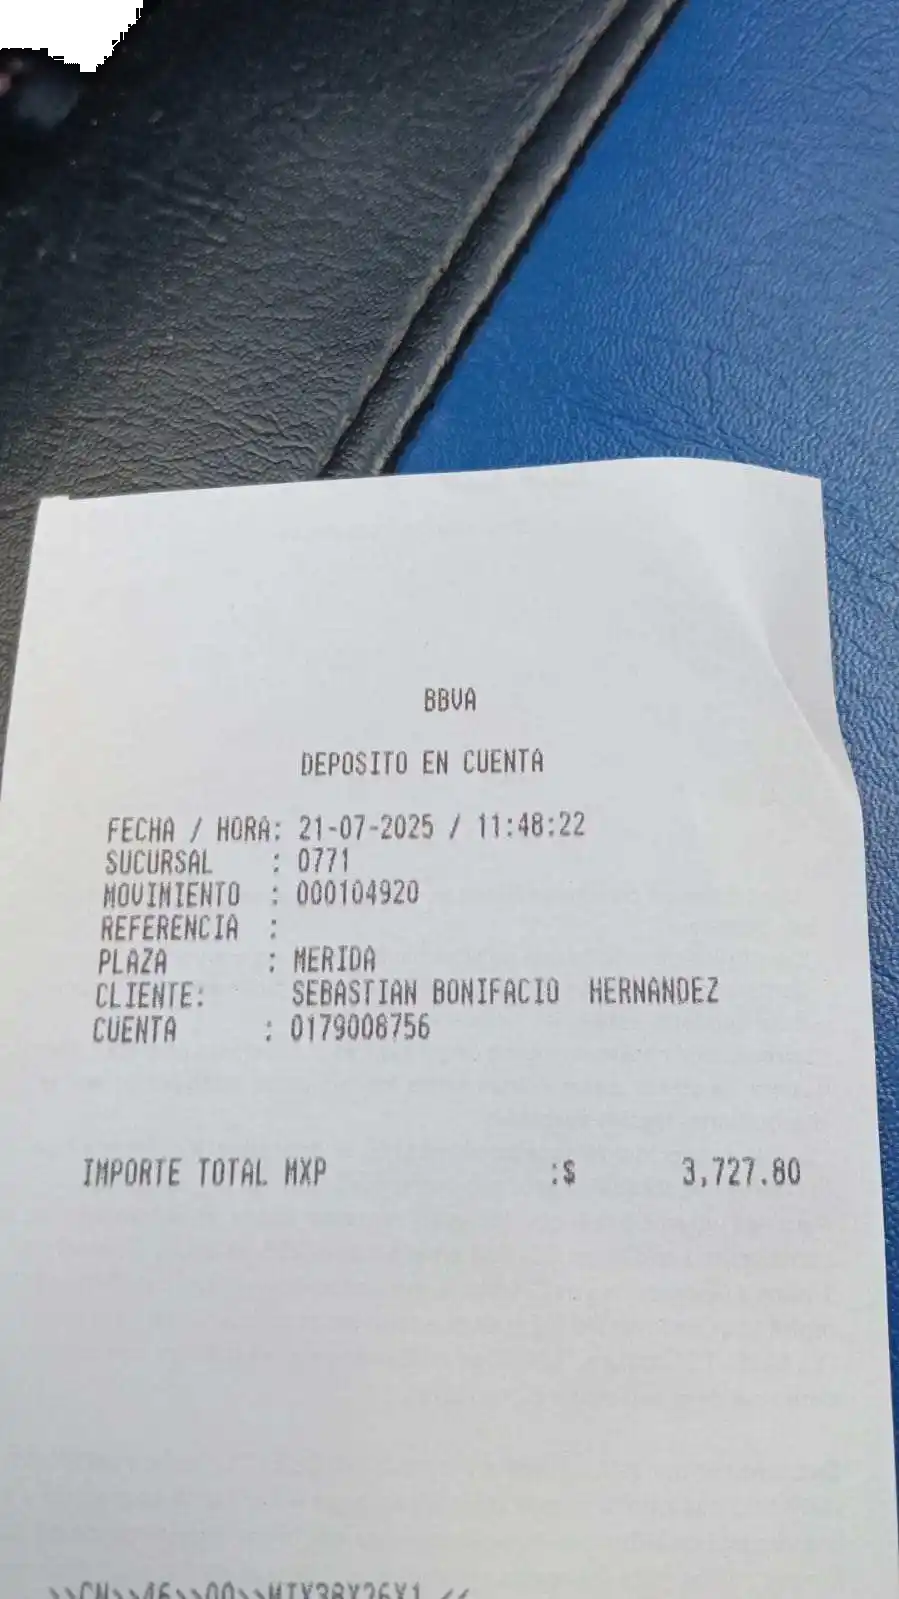 BBVA
DEPOSITO EN CUENTA
FECHA / HORA: 21-07-2025 / 11:48:22
SUCURSAL : 0771
MOVIMIENTO : 000104920
REFERENCIA :
PLAZA : MERIDA
CLIENTE: SEBASTIAN BONIFACIO HERNANDEZ
CUENTA : 0179008756
IMPORTE TOTAL MXP :$ 3,727.80